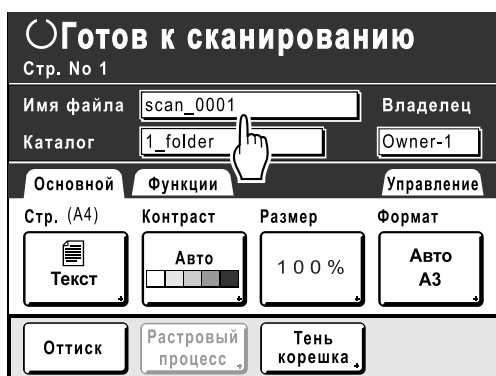 Готов к сканированию
Стр. No 1
Имя файла scan_0001 Владелец
Каталог 1_folder Owner-1
Основной Функции Управление
Стр. (A4) Контраст Размер Формат
Текст Авто 100% Авто A3
Оттиск Растровый процесс Тень корешка